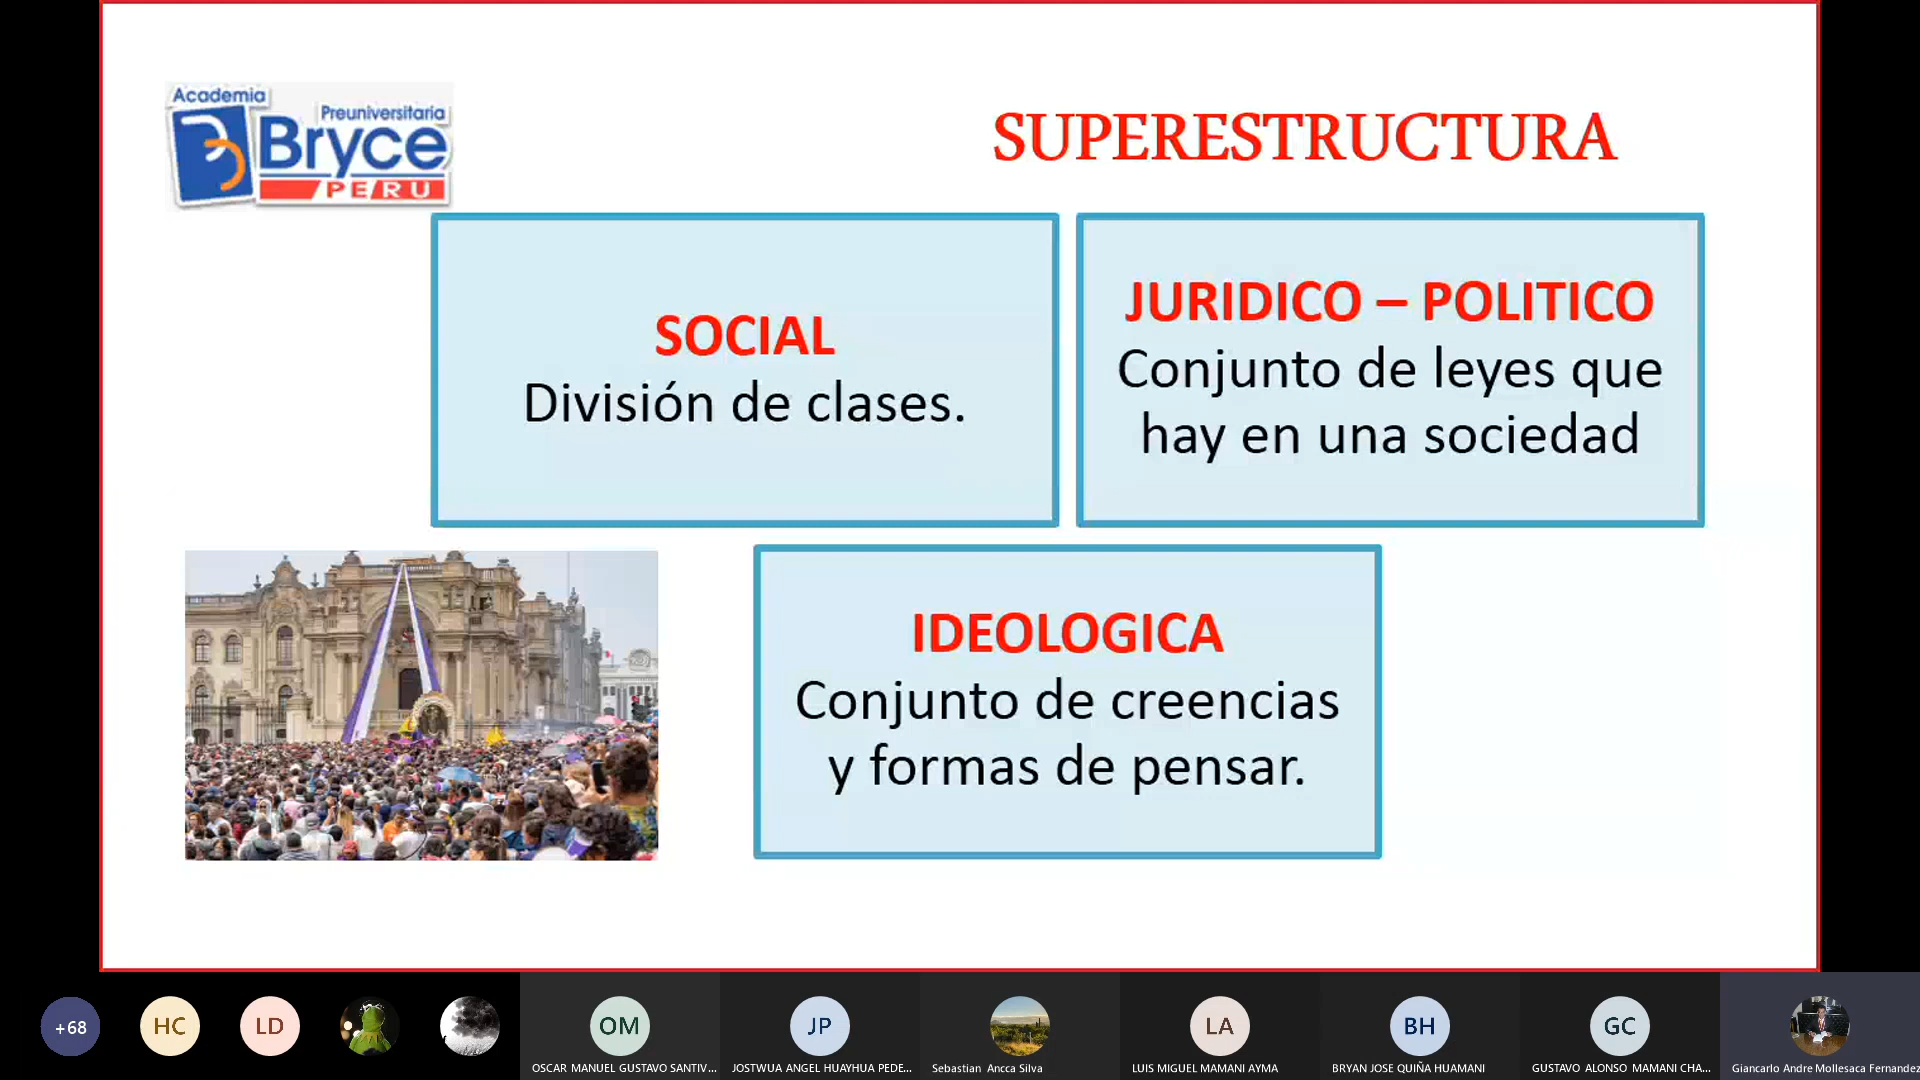 Academia
Preuniversitaria
Bryce
PERU
SUPERESTRUCTURA
SOCIAL
División de clases.
JURIDICO – POLITICO
Conjunto de leyes que
hay en una sociedad
IDEOLOGICA
Conjunto de creencias
y formas de pensar.
+68
HC
LD
OM
JP
LA
BH
GC
OSCAR MANUEL GUSTAVO SANTIV...
JOSTWUA ANGEL HUAYHUA PEDE...
Sebastian Ancca Silva
LUIS MIGUEL MAMANI AYMA
BRYAN JOSE QUIÑA HUAMANI
GUSTAVO ALONSO MAMANI CHA...
Giancarlo Andre Mollesaca Fernandez